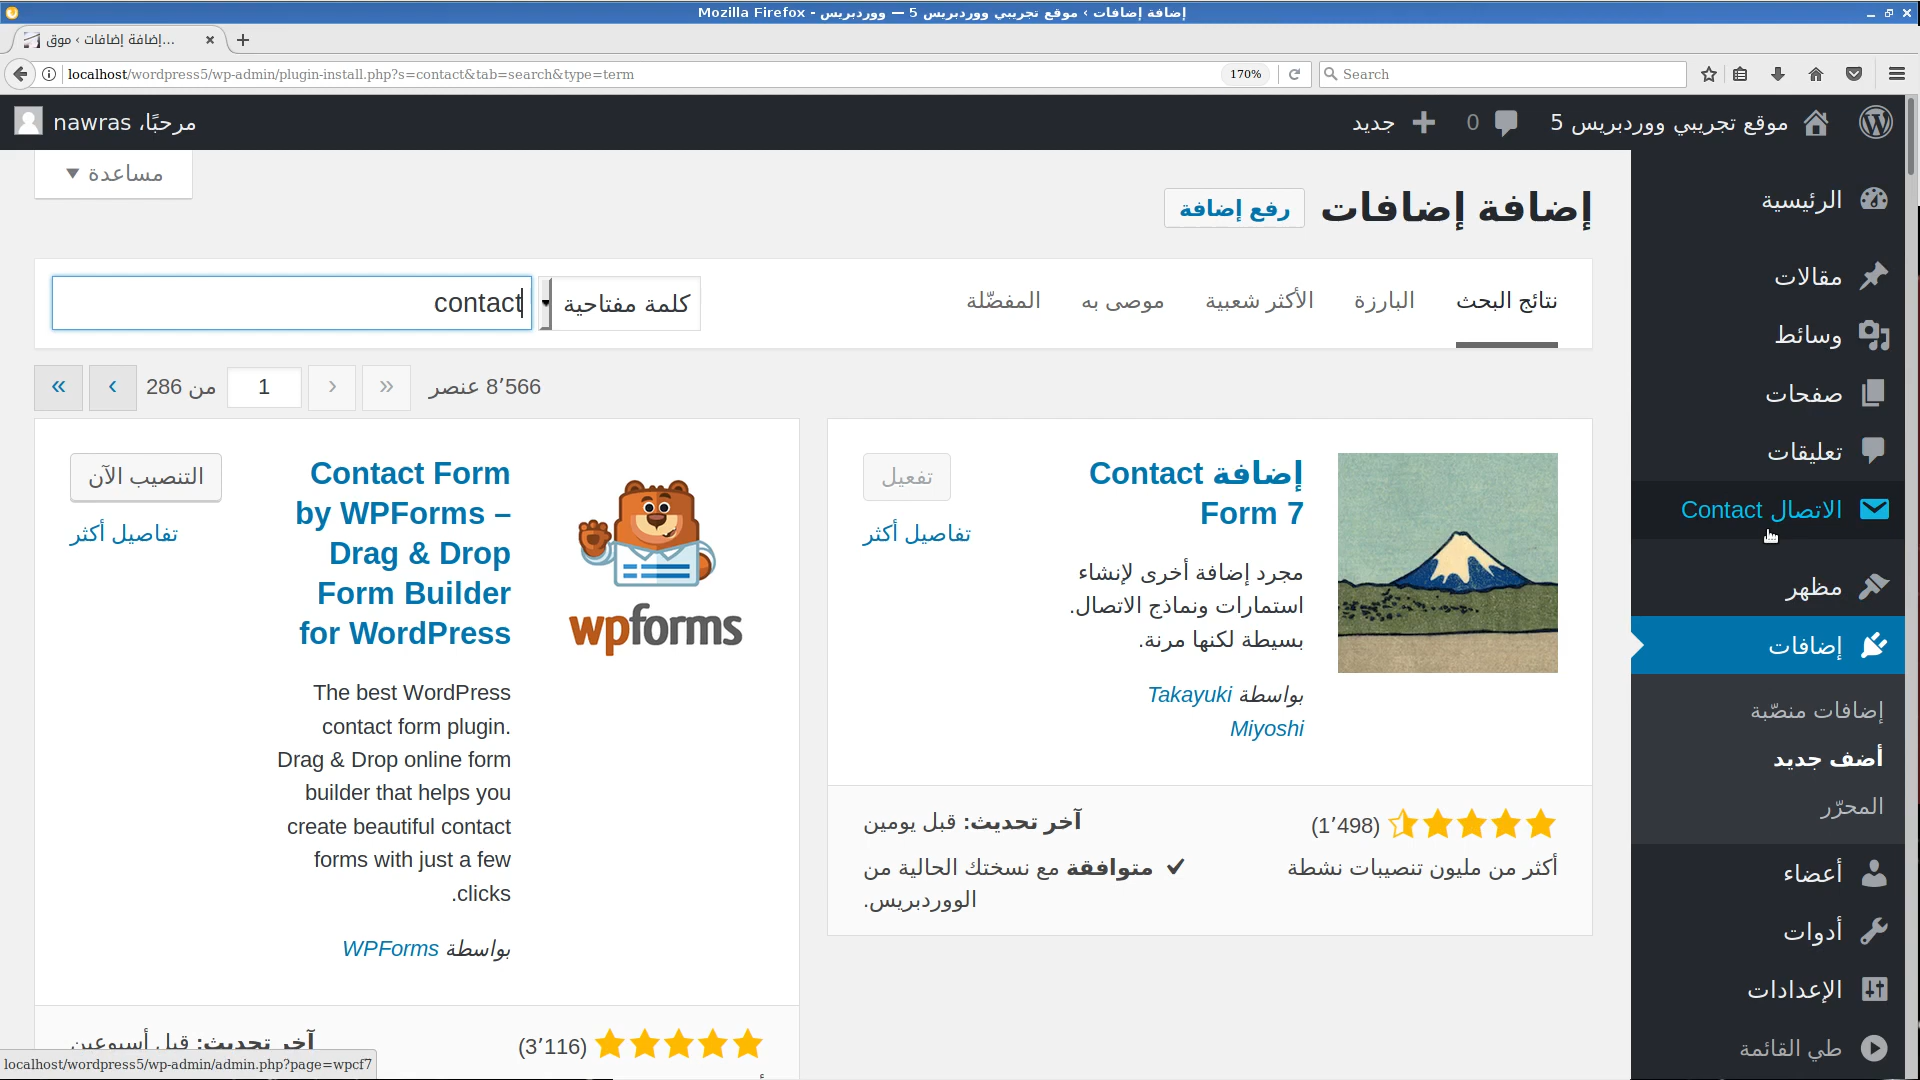 إضافة إضافات ‹ موقع تجريبي ووردبريس 5 — ووردبريس - Mozilla Firefox
إضافة إضافات ‹ موق...
localhost/wordpress5/wp-admin/plugin-install.php?s=contact&tab=search&type=term
170%
Search
موقع تجريبي ووردبريس 5
0
جديد
مرحبًا، nawras
مساعدة
إضافة إضافات
رفع إضافة
نتائج البحث
البارزة
الأكثر شعبية
موصى به
المفضّلة
كلمة مفتاحية
contact
8٬566 عنصر
»
›
1
من 286
‹
«
إضافة Contact
Form 7
تفعيل
تفاصيل أكثر
مجرد إضافة أخرى لإنشاء
استمارات ونماذج الاتصال.
بسيطة لكنها مرنة.
بواسطة Takayuki
Miyoshi
(1٬498)
آخر تحديث: قبل يومين
أكثر من مليون تنصيبات نشطة
متوافقة مع نسختك الحالية من
الووردبريس.
Contact Form
by WPForms –
Drag & Drop
Form Builder
for WordPress
التنصيب الآن
تفاصيل أكثر
wpforms
The best WordPress
contact form plugin.
Drag & Drop online form
builder that helps you
create beautiful contact
forms with just a few
clicks.
بواسطة WPForms
(3٬116)
آخر تحديث: قبل أسبوعين
الرئيسية
مقالات
وسائط
صفحات
تعليقات
الاتصال Contact
مظهر
إضافات
إضافات منصّبة
أضف جديد
المحرّر
أعضاء
أدوات
الإعدادات
طي القائمة
localhost/wordpress5/wp-admin/admin.php?page=wpcf7